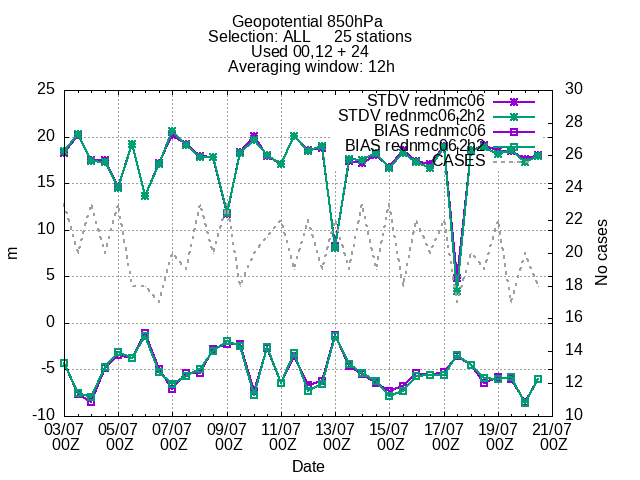 Geopotential 850hPa
Selection: ALL 25 stations
Used 00,12 + 24
Averaging window: 12h
STDV rednmc06
STDV rednmc06,2h2
BIAS rednmc06
BIAS rednmc06,2h2
CASES
25
20
15
10
5
0
-5
-10
m
30
28
26
24
22
20
18
16
14
12
10
No cases
03/07 05/07 07/07 09/07 11/07 13/07 15/07 17/07 19/07 21/07
00Z 00Z 00Z 00Z 00Z 00Z 00Z 00Z 00Z 00Z
Date